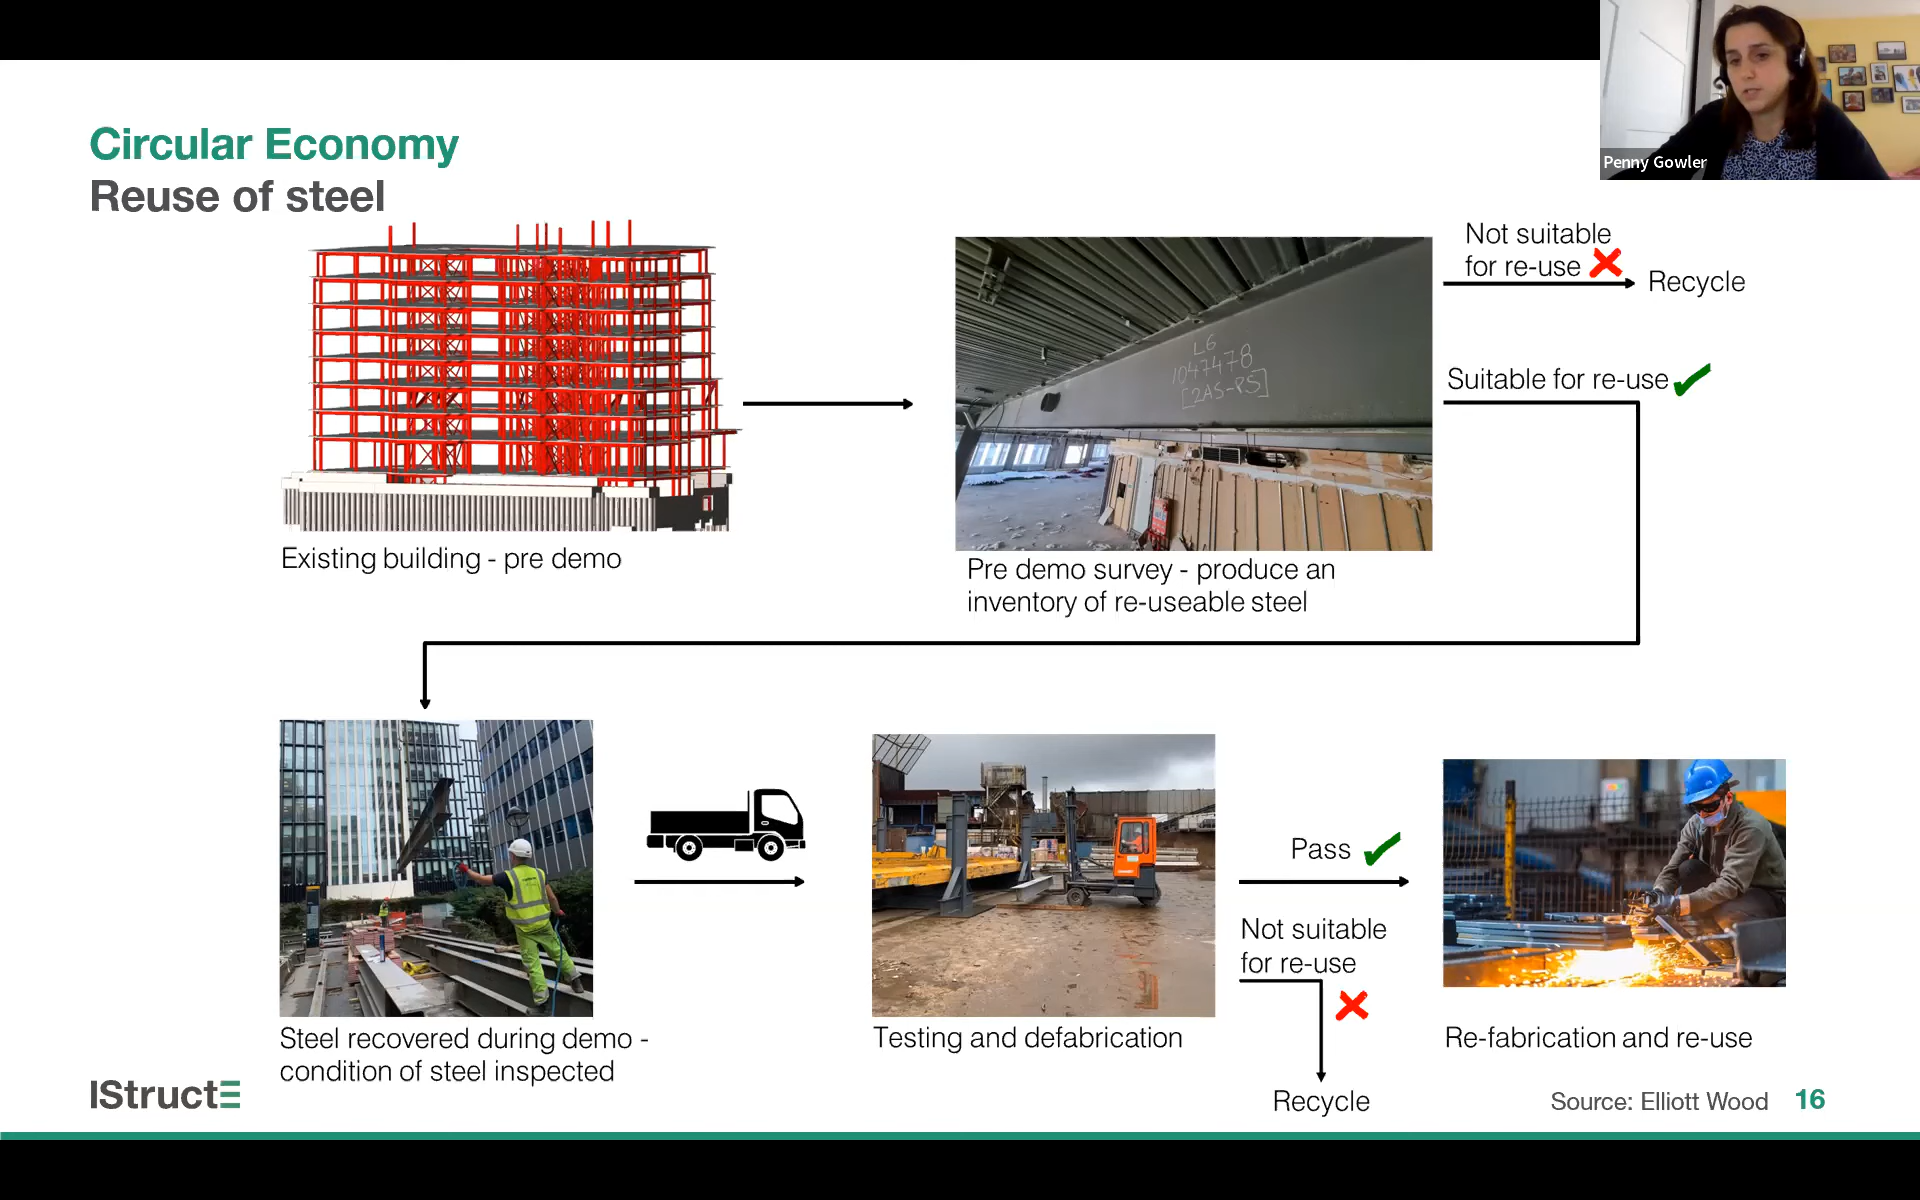 Penny Gowler
Circular Economy
Reuse of steel
Not suitable
for re-use
Recycle
L6
1047478
[2AS-PS]
Suitable for re-use
Existing building - pre demo
Pre demo survey - produce an
inventory of re-useable steel
Pass
Not suitable
for re-use
Steel recovered during demo -
condition of steel inspected
Testing and defabrication
Re-fabrication and re-use
Recycle
IStructE
Source: Elliott Wood
16